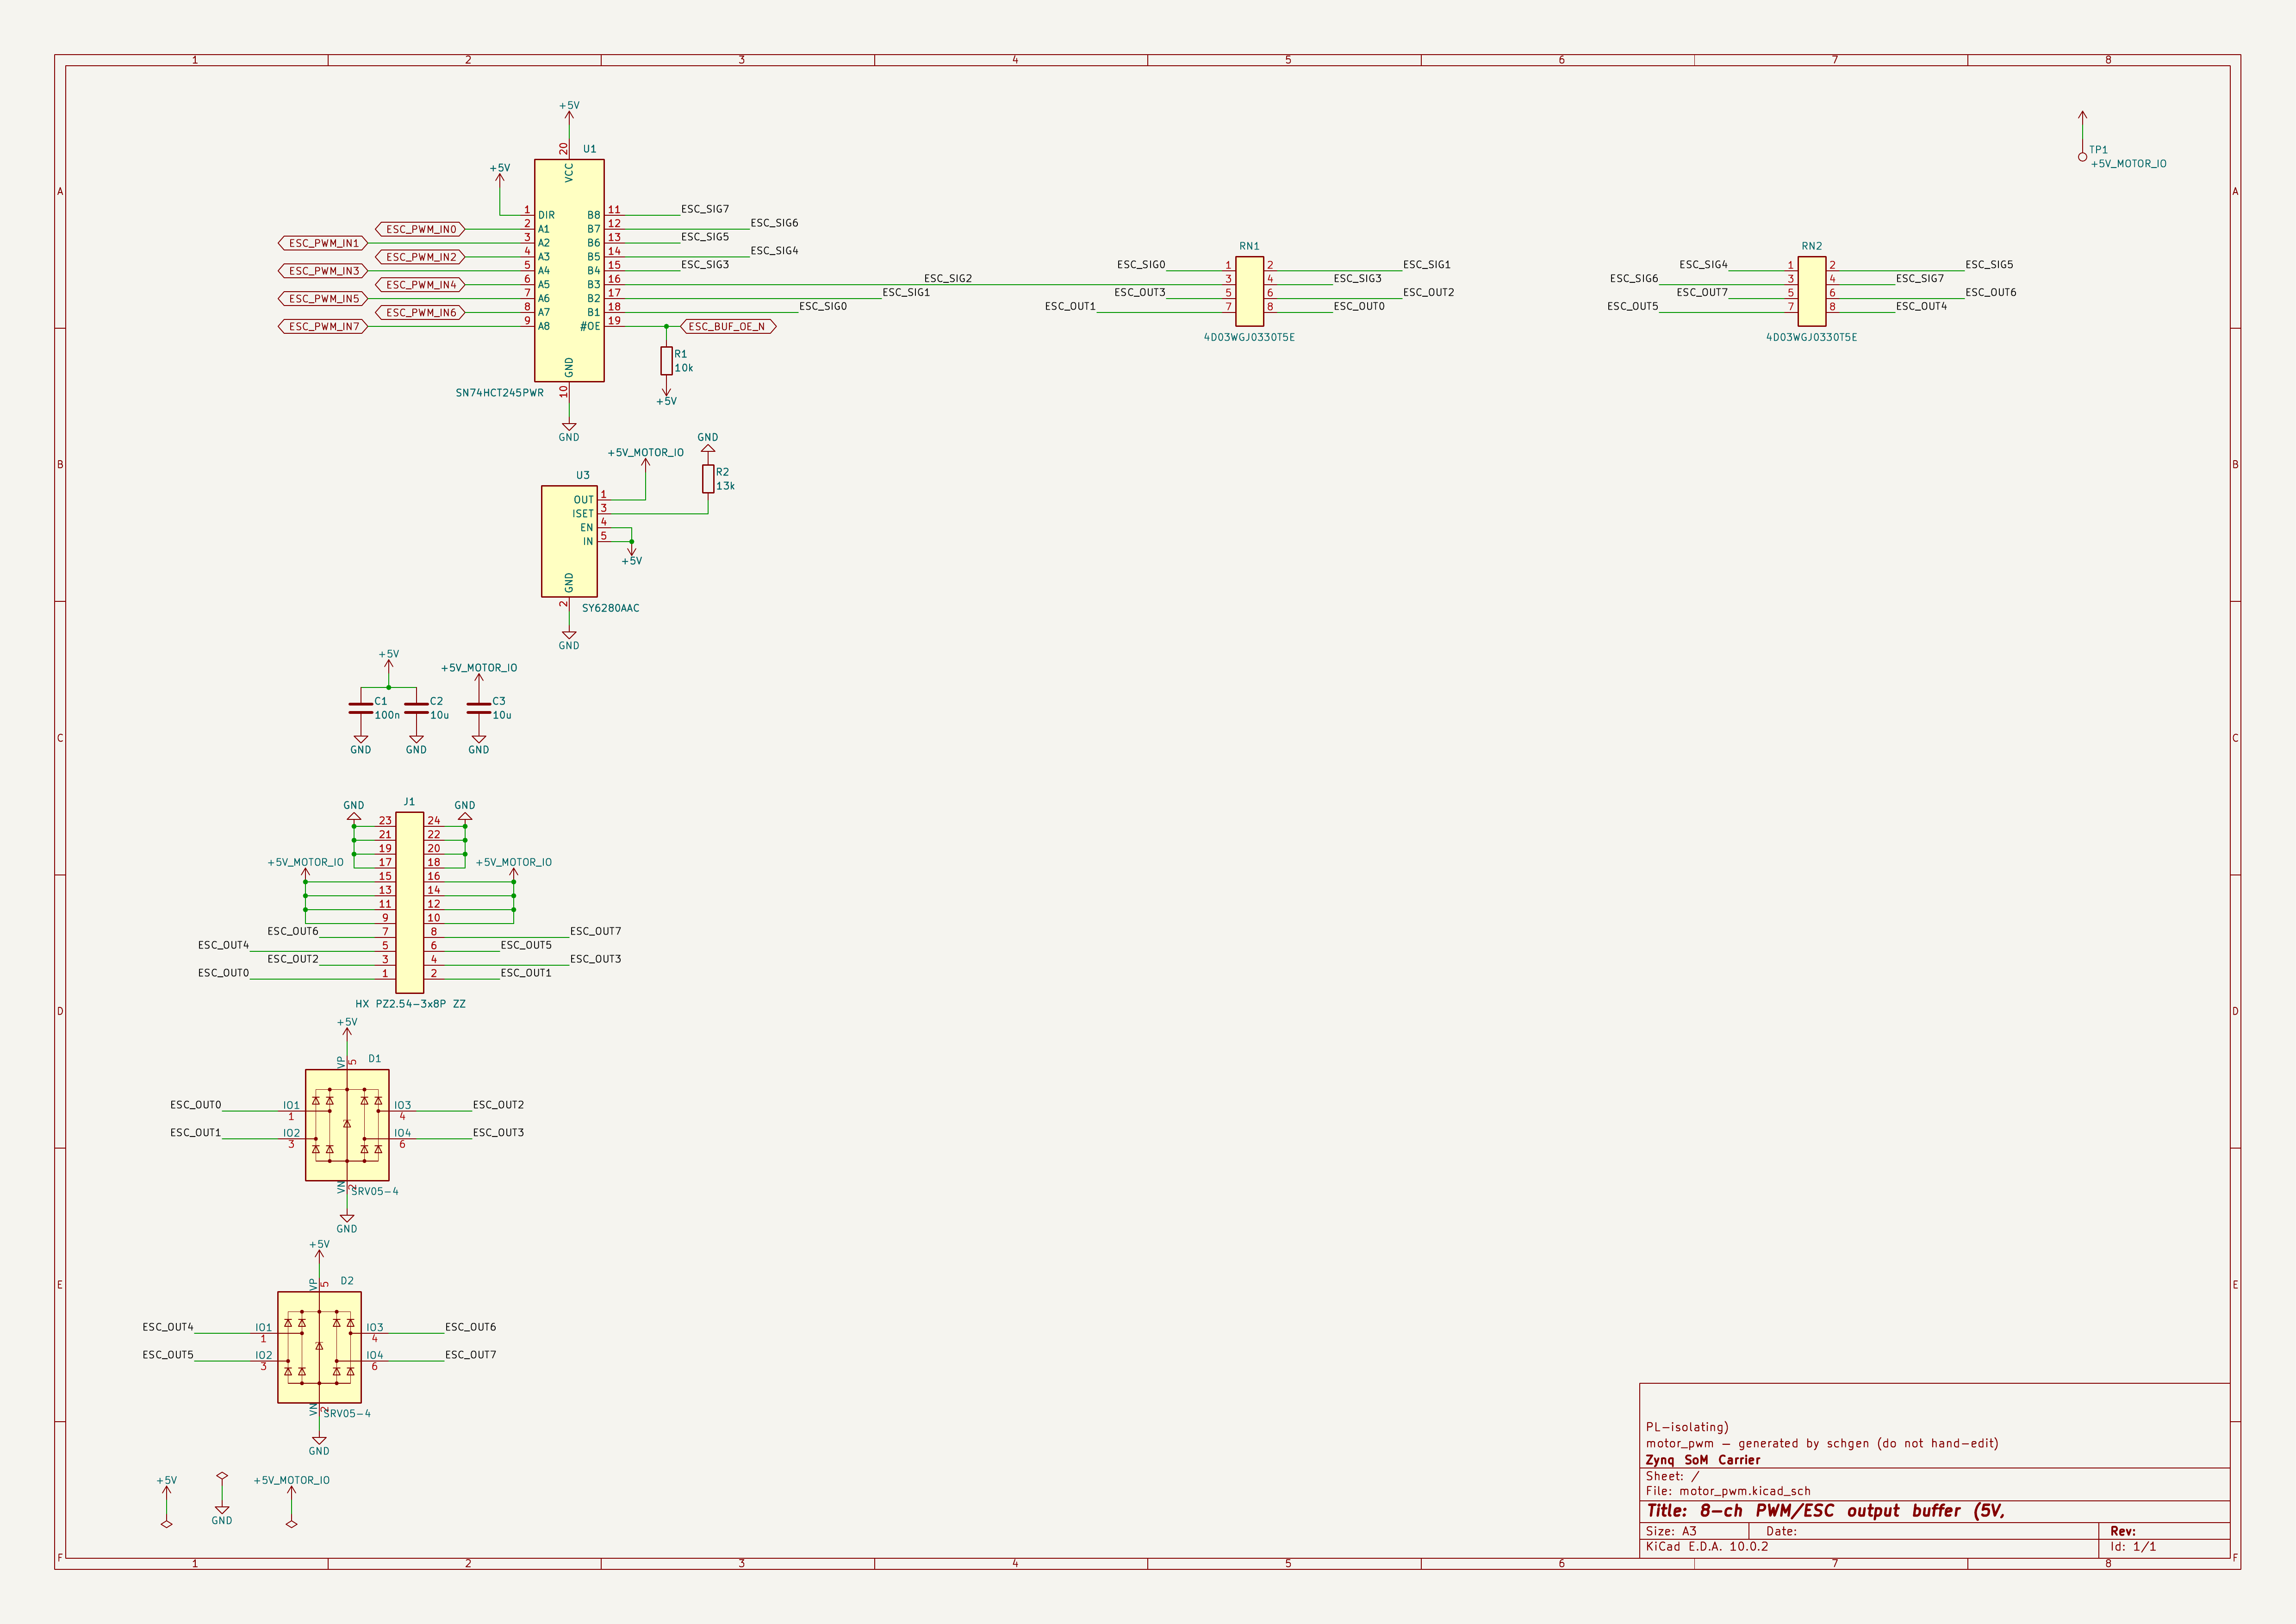 1 2 3 4 5 6 7 8
A
B
C
D
E
F
+5V
20
VCC
U1
+5V
1 DIR B8 11 ESC_SIG7
ESC_PWM_IN0 2 A1 B7 12 ESC_SIG6
ESC_PWM_IN1 3 A2 B6 13 ESC_SIG5
ESC_PWM_IN2 4 A3 B5 14 ESC_SIG4
ESC_PWM_IN3 5 A4 B4 15 ESC_SIG3
ESC_PWM_IN4 6 A5 B3 16 ESC_SIG2
ESC_PWM_IN5 7 A6 B2 17 ESC_SIG1
ESC_PWM_IN6 8 A7 B1 18 ESC_SIG0
ESC_PWM_IN7 9 A8 #OE 19 ESC_BUF_OE_N
GND
10
SN74HCT245PWR
GND
R1
10k
+5V
RN1
ESC_SIG0 1 2 ESC_SIG1
3 4 ESC_SIG3
ESC_OUT3 5 6 ESC_OUT2
ESC_OUT1 7 8 ESC_OUT0
4D03WGJ0330T5E
RN2
ESC_SIG4 1 2 ESC_SIG5
ESC_SIG6 3 4 ESC_SIG7
ESC_OUT7 5 6 ESC_OUT6
ESC_OUT5 7 8 ESC_OUT4
4D03WGJ0330T5E
TP1
+5V_MOTOR_IO
GND
+5V_MOTOR_IO
R2
13k
U3
OUT 1
ISET 3
EN 4
IN 5
+5V
GND
2
SY6280AAC
GND
+5V
+5V_MOTOR_IO
C1
100n
C2
10u
C3
10u
GND GND GND
J1
GND GND
23 24
21 22
19 20
+5V_MOTOR_IO 17 18 +5V_MOTOR_IO
15 16
13 14
11 12
9 10
ESC_OUT6 7 8 ESC_OUT7
ESC_OUT4 5 6 ESC_OUT5
ESC_OUT2 3 4 ESC_OUT3
ESC_OUT0 1 2 ESC_OUT1
HX PZ2.54-3x8P ZZ
+5V
VP 5 D1
ESC_OUT0 IO1 1 IO3 4 ESC_OUT2
ESC_OUT1 IO2 3 IO4 6 ESC_OUT3
VN 2 SRV05-4
GND
+5V
VP 5 D2
ESC_OUT4 IO1 1 IO3 4 ESC_OUT6
ESC_OUT5 IO2 3 IO4 6 ESC_OUT7
VN 2 SRV05-4
GND
+5V
GND
+5V_MOTOR_IO
PL-isolating)
motor_pwm - generated by schgen (do not hand-edit)
Zynq SoM Carrier
Sheet: /
File: motor_pwm.kicad_sch
Title: 8-ch PWM/ESC output buffer (5V,
Size: A3 Date: Rev:
KiCad E.D.A. 10.0.2 Id: 1/1
A
B
C
D
E
F
1 2 3 4 5 6 7 8